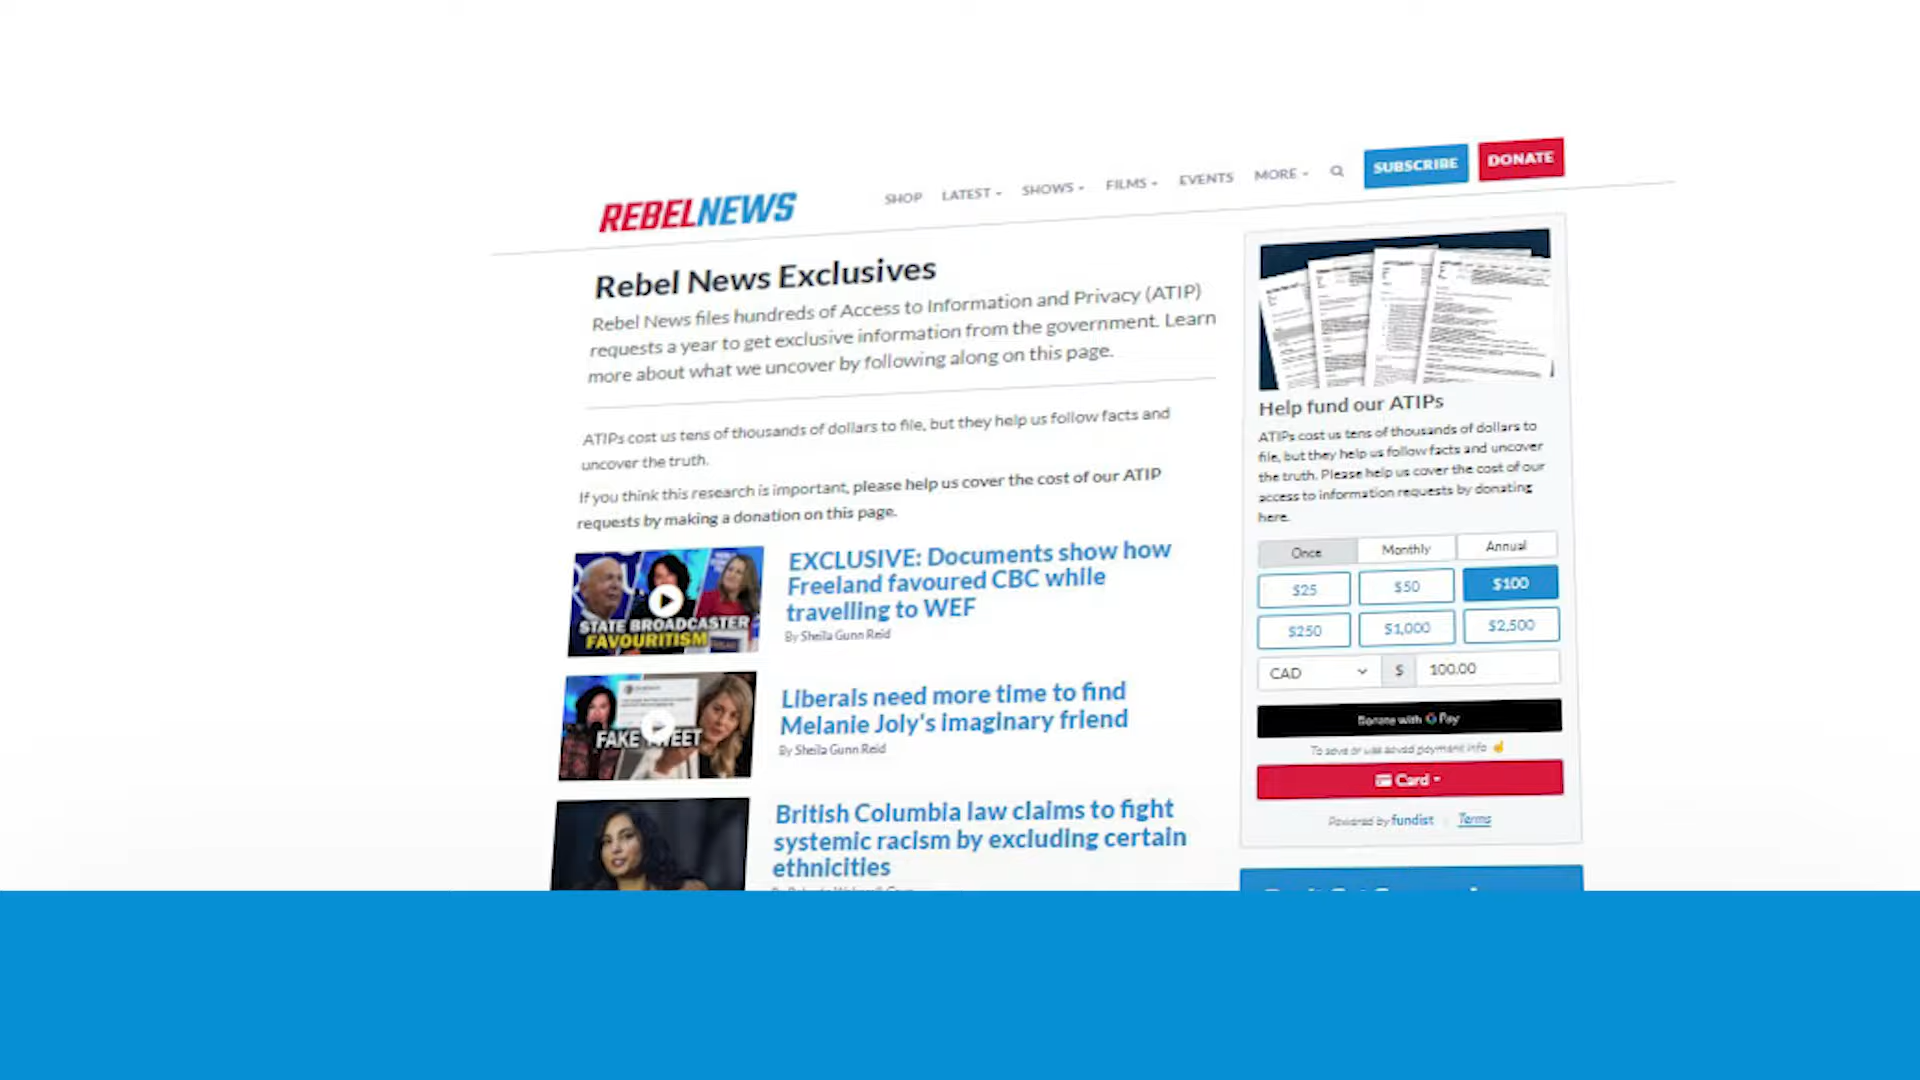 REBELNEWS
SHOP LATEST SHOWS FILMS EVENTS MORE SUBSCRIBE DONATE
Rebel News Exclusives
Rebel News files hundreds of Access to Information and Privacy (ATIP)
requests a year to get exclusive information from the government. Learn
more about what we uncover by following along on this page.
ATIPs cost us tens of thousands of dollars to file, but they help us follow facts and
uncover the truth.
If you think this research is important, please help us cover the cost of our ATIP
requests by making a donation on this page.
STATE BROADCASTER
FAVOURITISM
EXCLUSIVE: Documents show how
Freeland favoured CBC while
travelling to WEF
By Sheila Gunn Reid
FAKE TWEET
Liberals need more time to find
Melanie Joly's imaginary friend
By Sheila Gunn Reid
British Columbia law claims to fight
systemic racism by excluding certain
ethnicities
Help fund our ATIPs
ATIPs cost us tens of thousands of dollars to
file, but they help us follow facts and uncover
the truth. Please help us cover the cost of our
access to information requests by donating
here.
Once Monthly Annual
$25 $50 $100
$250 $1,000 $2,500
CAD $ 100.00
Donate with G Pay
To save or use saved payment info
Card
Powered by fundist Terms